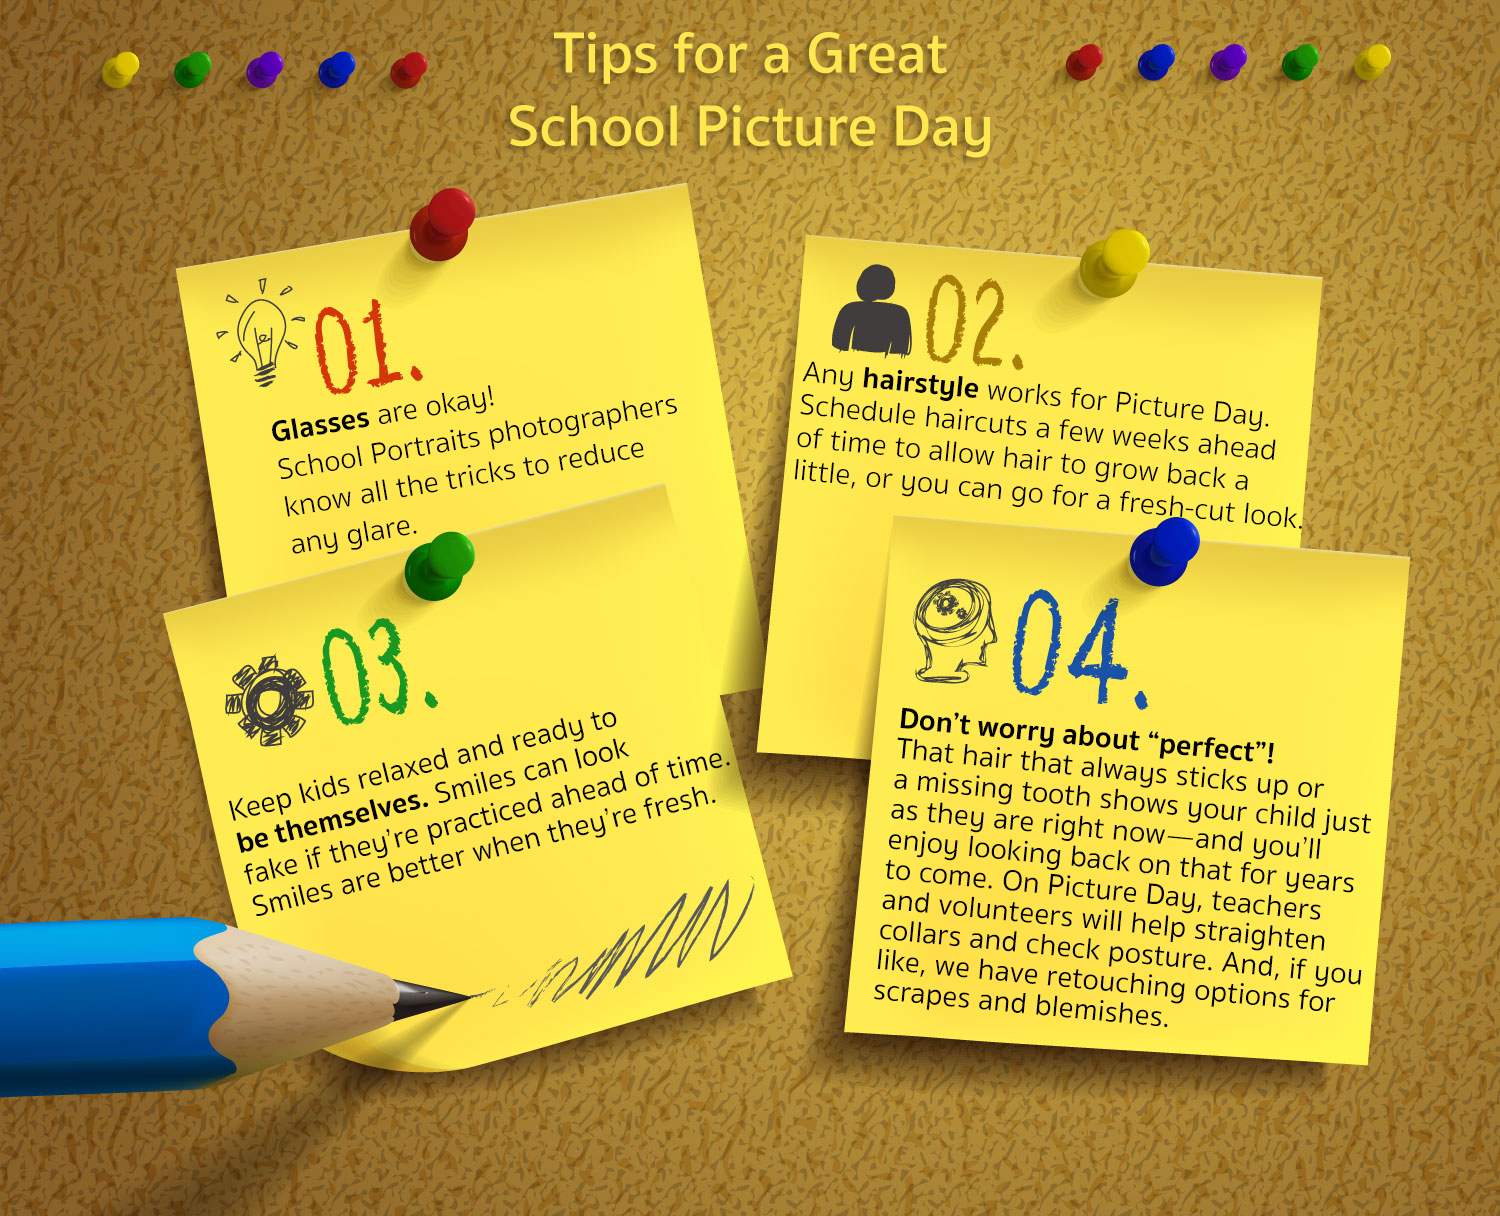 Tips for a Great
School Picture Day
01.
Glasses are okay!
School Portraits photographers
know all the tricks to reduce
any glare.
02.
Any hairstyle works for Picture Day.
Schedule haircuts a few weeks ahead
of time to allow hair to grow back a
little, or you can go for a fresh-cut look.
03.
Keep kids relaxed and ready to
be themselves. Smiles can look
fake if they’re practiced ahead of time.
Smiles are better when they’re fresh.
04.
Don’t worry about “perfect”!
That hair that always sticks up or
a missing tooth shows your child just
as they are right now—and you’ll
enjoy looking back on that for years
to come. On Picture Day, teachers
and volunteers will help straighten
collars and check posture. And, if you
like, we have retouching options for
scrapes and blemishes.